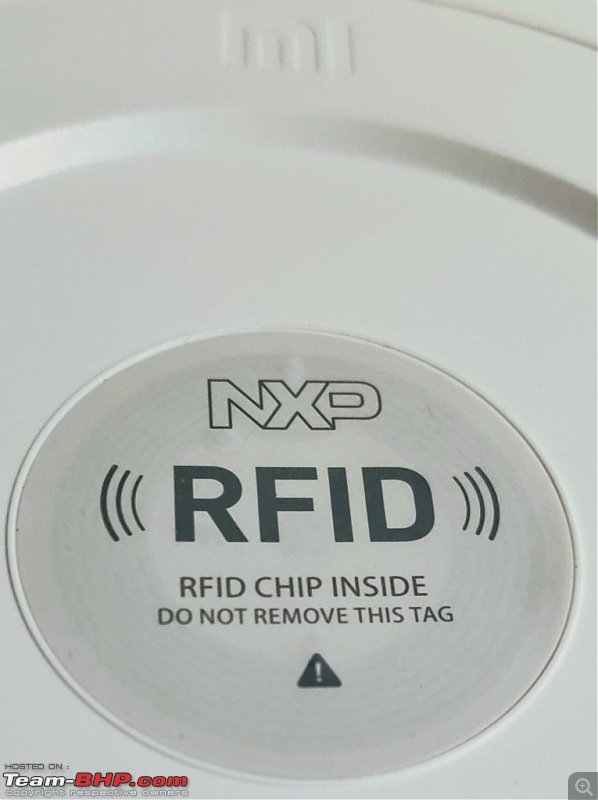 mi
NXP
RFID
RFID CHIP INSIDE
DO NOT REMOVE THIS TAG
HOSTED ON :
Team-BHP.com
copyright respective owners